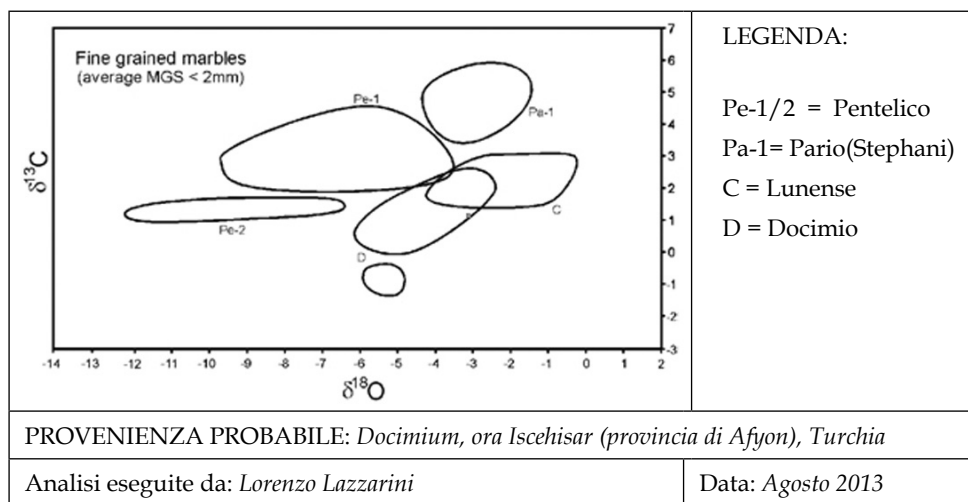 Fine grained marbles
(average MGS < 2mm)
Pe-1
Pa-1
Pe-2
C
D
δ¹³C
7
6
5
4
3
2
1
0
-1
-2
-3
-14 -13 -12 -11 -10 -9 -8 -7 -6 -5 -4 -3 -2 -1 0 1 2
δ¹⁸O
LEGENDA:
Pe-1/2 = Pentelico
Pa-1= Pario(Stephani)
C = Lunense
D = Docimio
PROVENIENZA PROBABILE: Docimium, ora Iscehisar (provincia di Afyon), Turchia
Analisi eseguite da: Lorenzo Lazzarini
Data: Agosto 2013